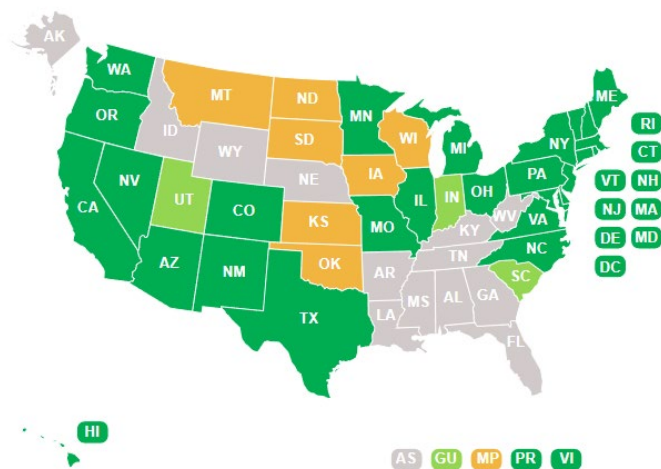 AK
WA
MT
ND
MN
ME
OR
ID
SD
WI
MI
NY
RI
WY
CT
IA
PA
NE
OH
VT NH
NV
UT
IL
IN
CA
CO
WV
VA
NJ MA
KS
MO
KY
DE MD
NC
TN
AZ
NM
OK
AR
SC
DC
MS
AL
GA
TX
LA
FL
HI
AS GU MP PR VI